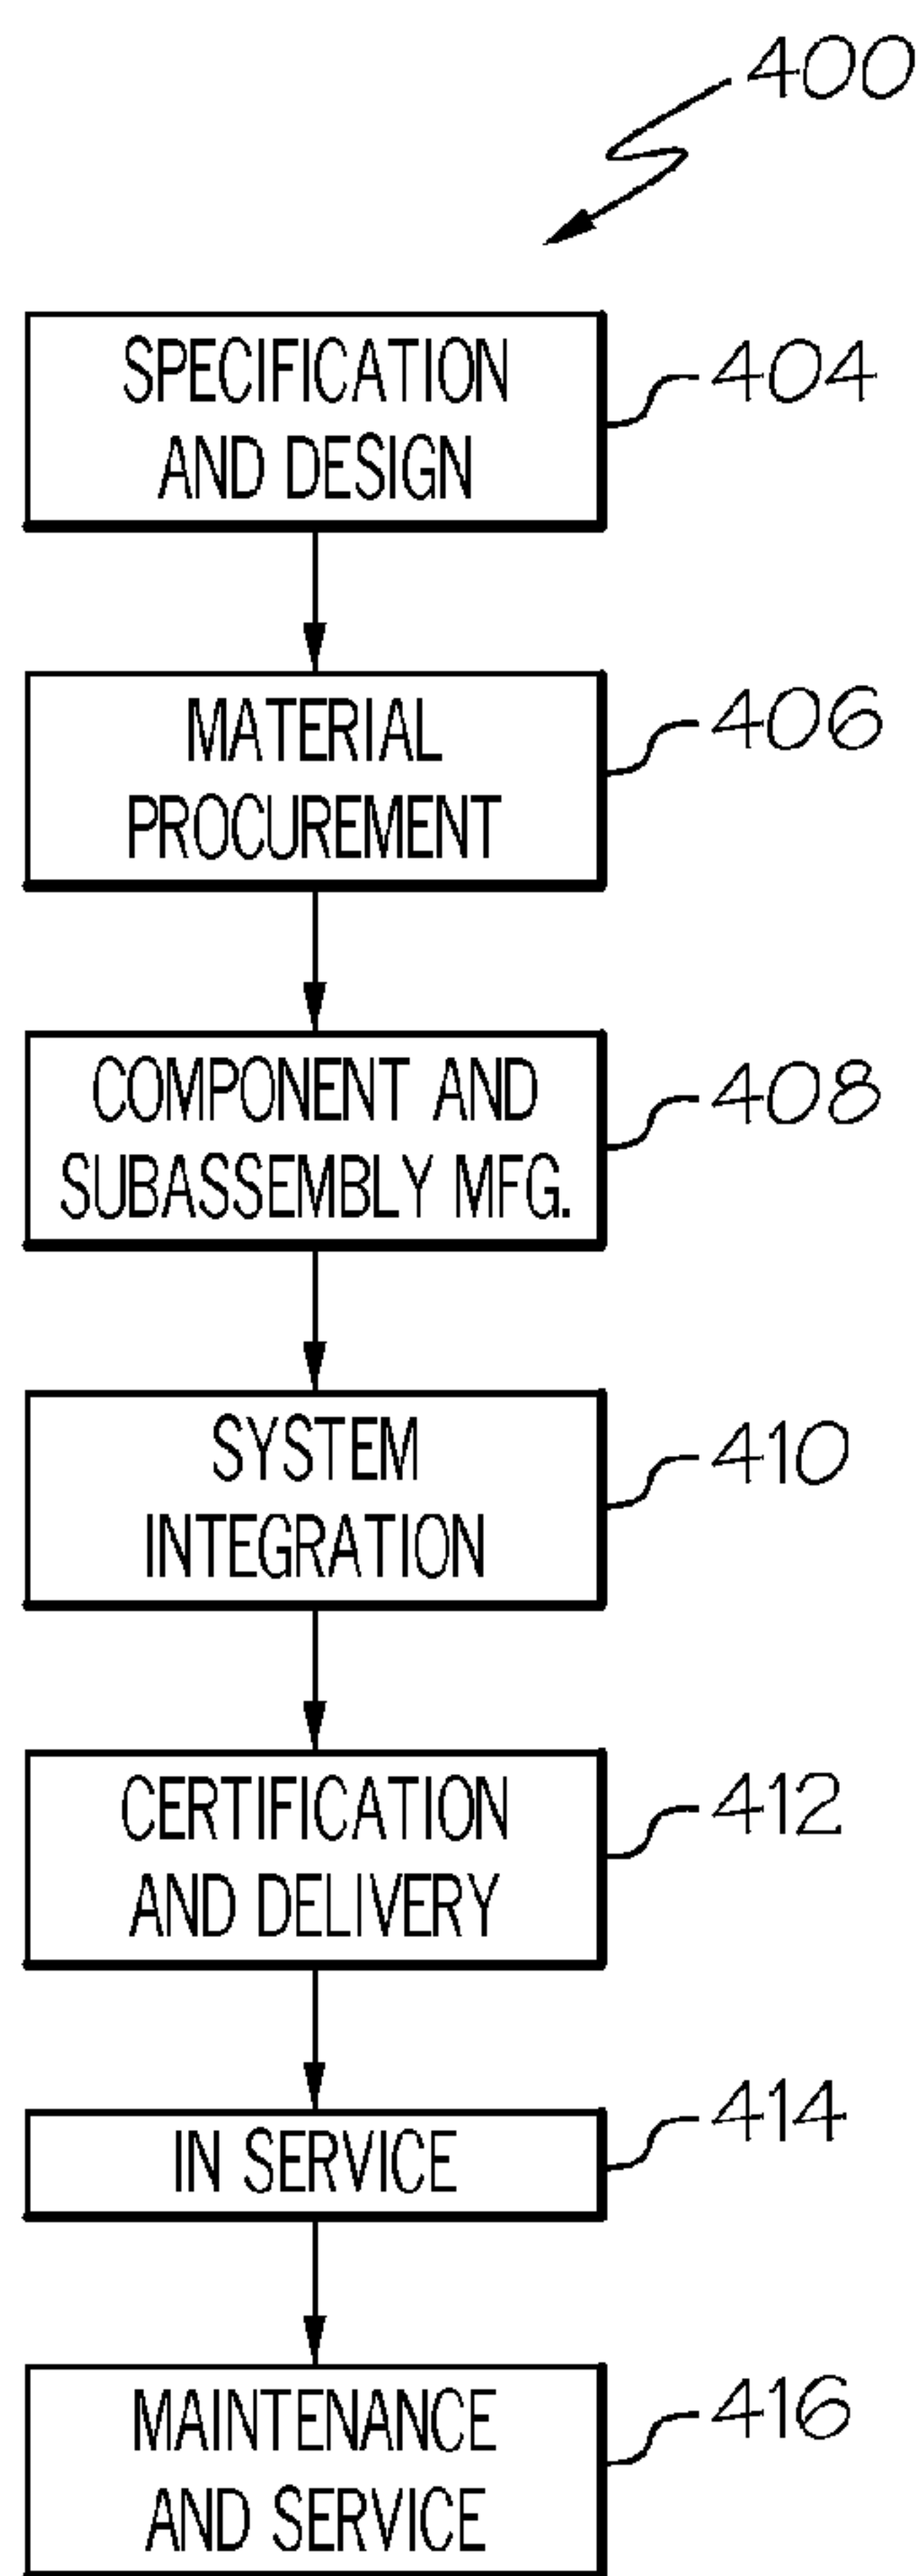 400
SPECIFICATION
AND DESIGN
404
MATERIAL
PROCUREMENT
406
COMPONENT AND
SUBASSEMBLY MFG.
408
SYSTEM
INTEGRATION
410
CERTIFICATION
AND DELIVERY
412
IN SERVICE
414
MAINTENANCE
AND SERVICE
416